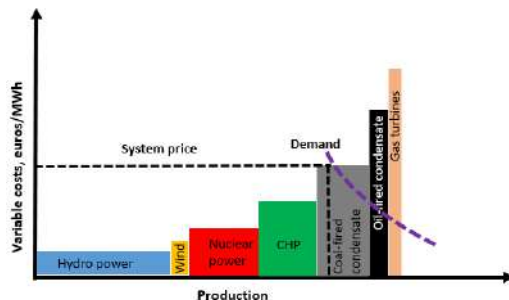 Variable costs, euros/MWh
System price
Demand
Hydro power
Wind
Nuclear
power
CHP
Coal-fired
condensate
Oil-fired condensate
Gas turbines
Production